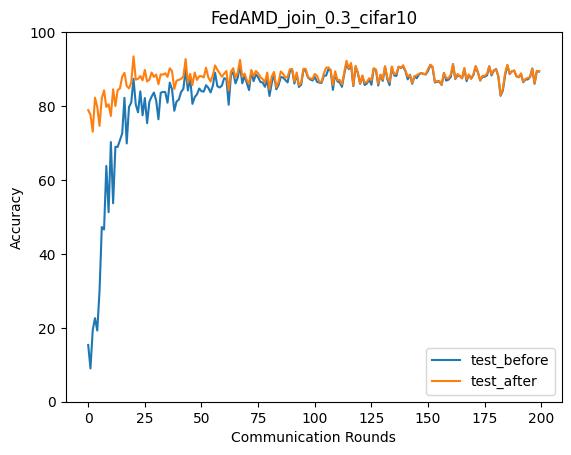 FedAMD_join_0.3_cifar10
100
80
60
40
20
0
Accuracy
0 25 50 75 100 125 150 175 200
Communication Rounds
test_before
test_after